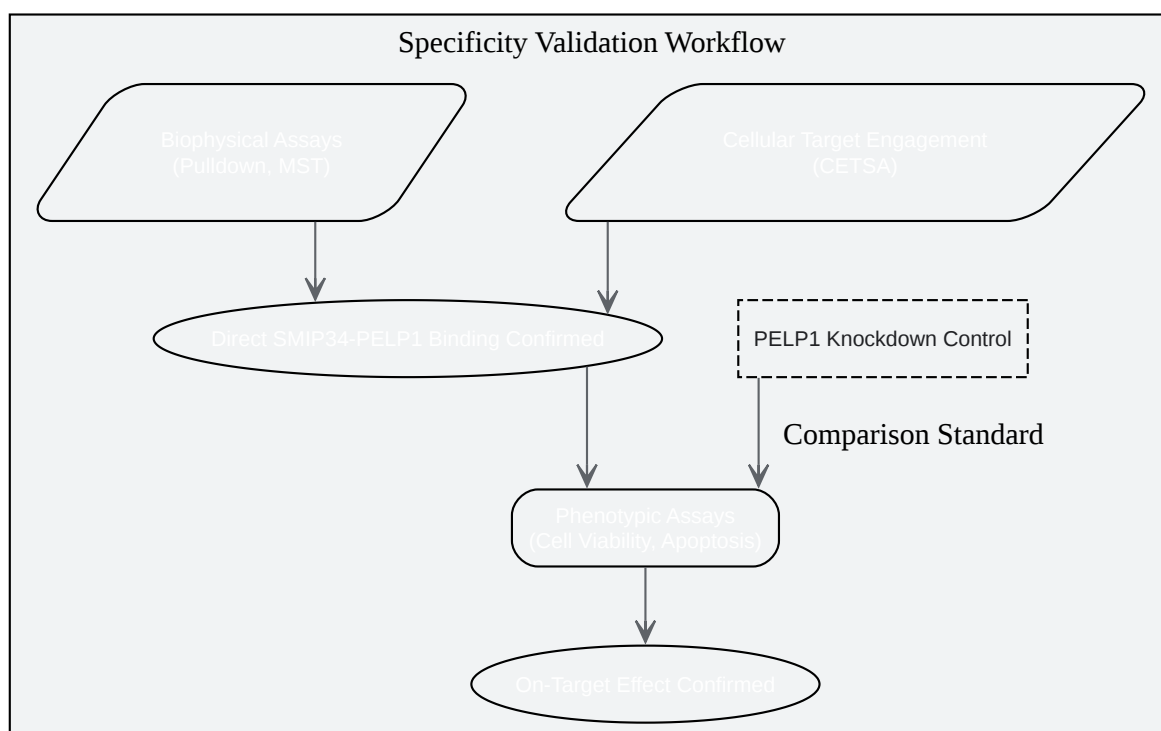 Specificity Validation Workflow
Biophysical Assays
(Pulldown, MST)
Cellular Target Engagement
(CETSA)
Direct SMIP34-PELP1 Binding Confirmed
PELP1 Knockdown Control
Comparison Standard
Phenotypic Assays
(Cell Viability, Apoptosis)
On-Target Effect Confirmed